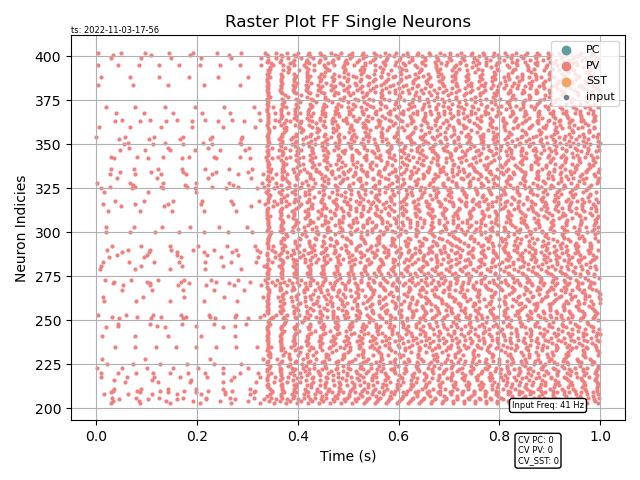 Raster Plot FF Single Neurons
ts: 2022-11-03-17-56
PC
PV
SST
input
400
375
350
325
300
275
250
225
200
Neuron Indicies
0.0 0.2 0.4 0.6 0.8 1.0
Time (s)
Input Freq: 41 Hz
CV PC: 0
CV PV: 0
CV_SST: 0